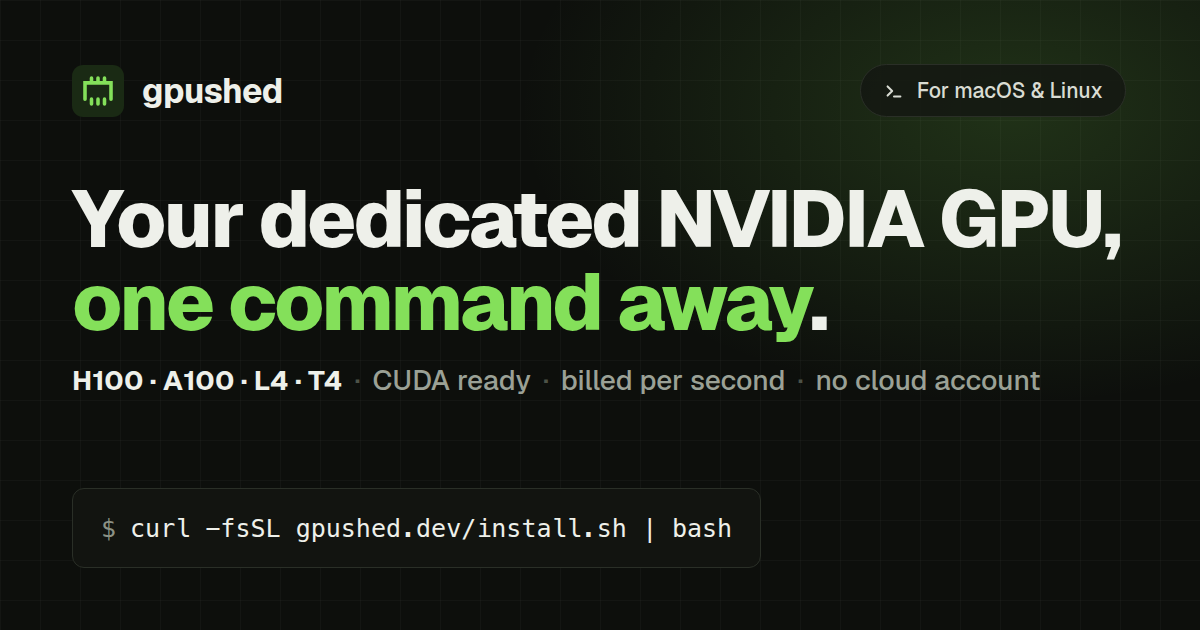 gpushed
>_ For macOS & Linux
Your dedicated NVIDIA GPU,
one command away.
H100 · A100 · L4 · T4 · CUDA ready · billed per second · no cloud account
$ curl –fsSL gpushed.dev/install.sh | bash